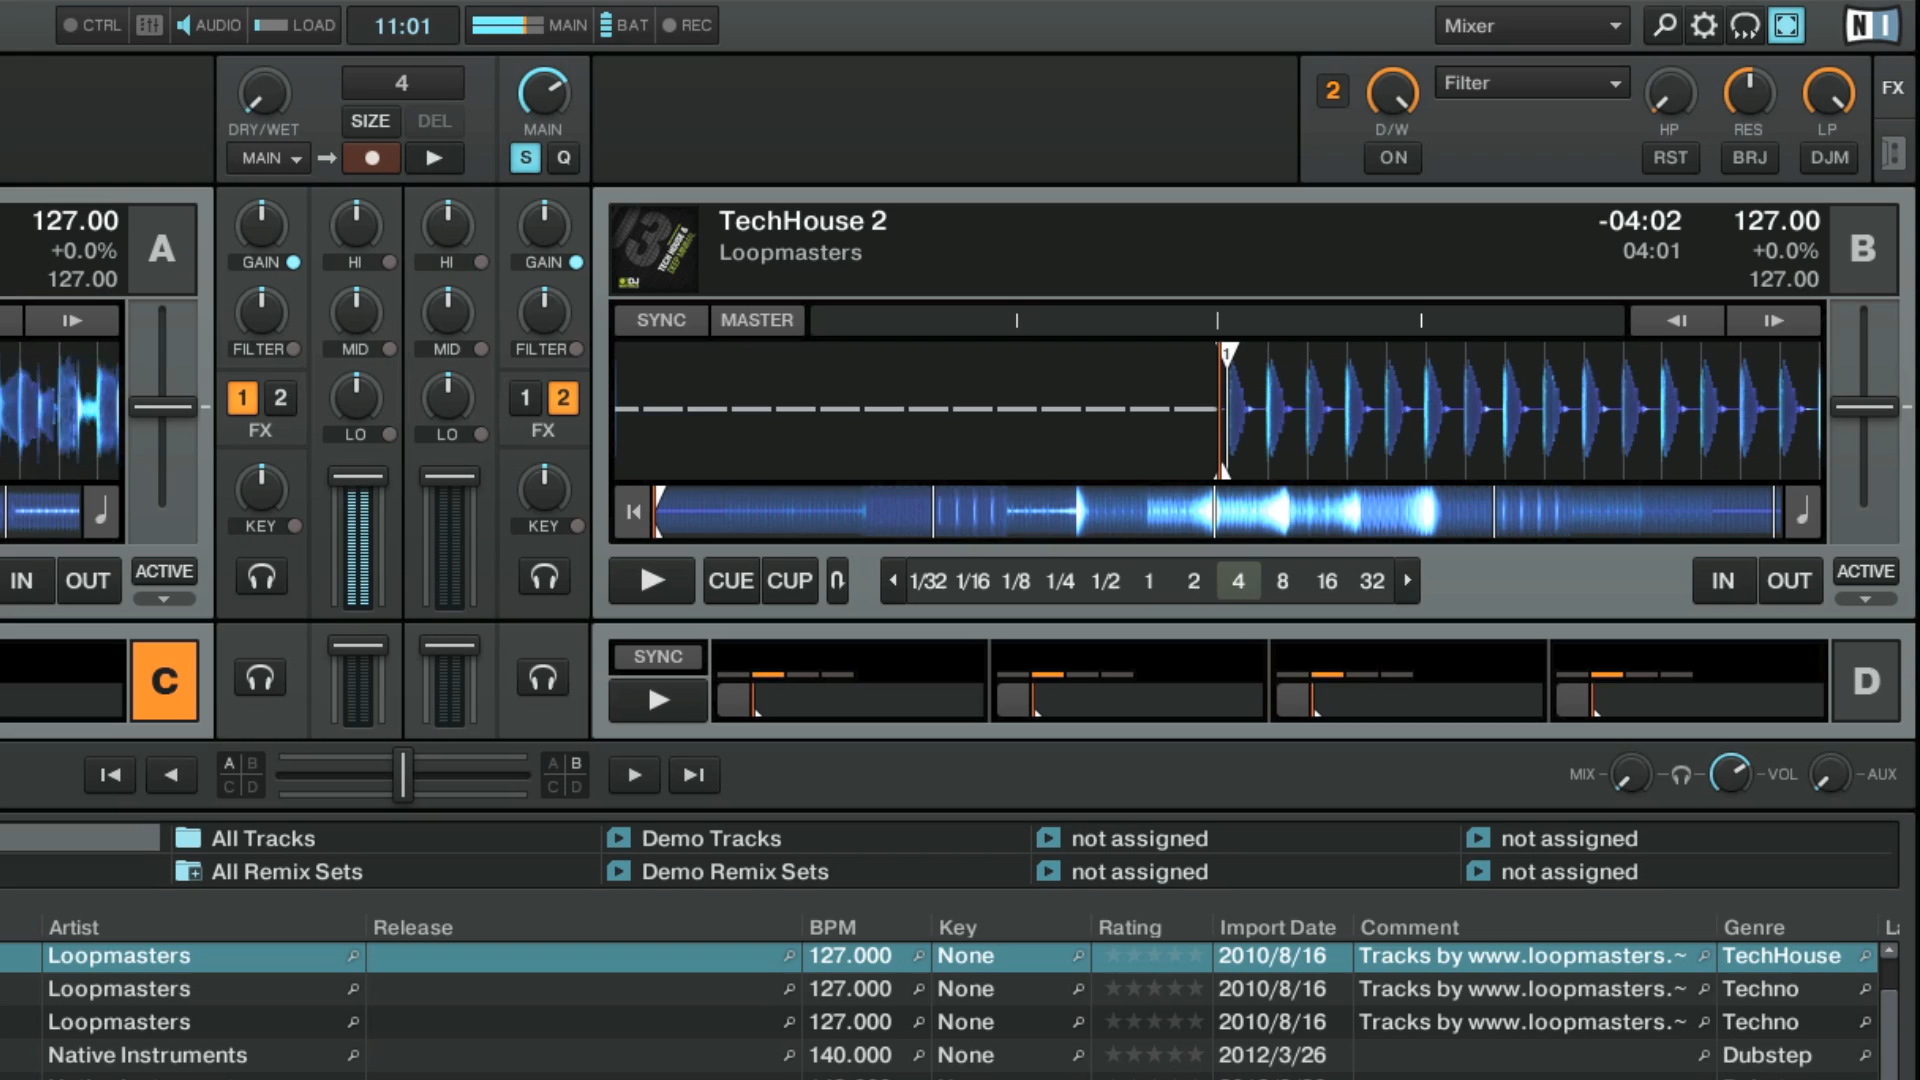 CTRL AUDIO LOAD 11:01 MAIN BAT REC Mixer NI
DRY/WET 4 SIZE DEL MAIN
MAIN S Q
2 D/W Filter HP RES LP FX
ON RST BRJ DJM
127.00 A
+0.0%
127.00
GAIN HI HI GAIN
FILTER MID MID FILTER
1 2 1 2
FX LO LO FX
KEY KEY
TechHouse 2 -04:02 127.00 B
Loopmasters 04:01 +0.0%
127.00
SYNC MASTER
1
IN OUT ACTIVE
CUE CUP 1/32 1/16 1/8 1/4 1/2 1 2 4 8 16 32 IN OUT ACTIVE
C SYNC D
A B C D A B C D MIX VOL AUX
All Tracks Demo Tracks not assigned not assigned
All Remix Sets Demo Remix Sets not assigned not assigned
Artist Release BPM Key Rating Import Date Comment Genre
Loopmasters 127.000 None 2010/8/16 Tracks by www.loopmasters.~ TechHouse
Loopmasters 127.000 None 2010/8/16 Tracks by www.loopmasters.~ Techno
Loopmasters 127.000 None 2010/8/16 Tracks by www.loopmasters.~ Techno
Native Instruments 140.000 None 2012/3/26 Dubstep